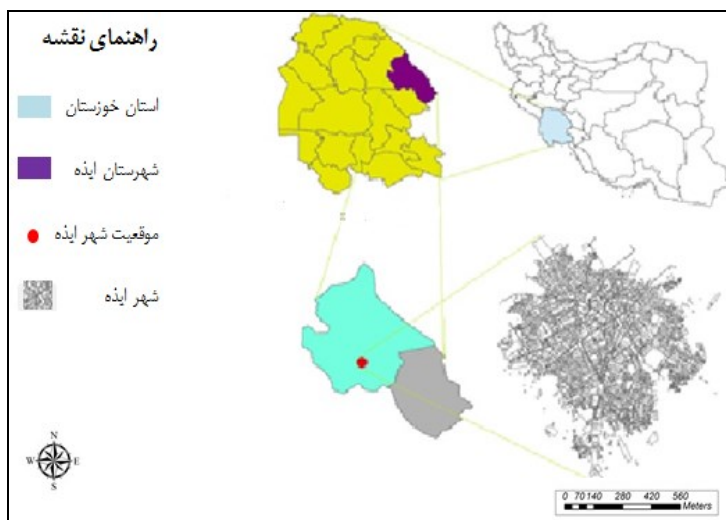 راهنمای نقشه
استان خوزستان
شهرستان ایذه
موقعیت شهر ایذه
شهر ایذه
N
W E
S
0 70 140 280 420 560
Meters